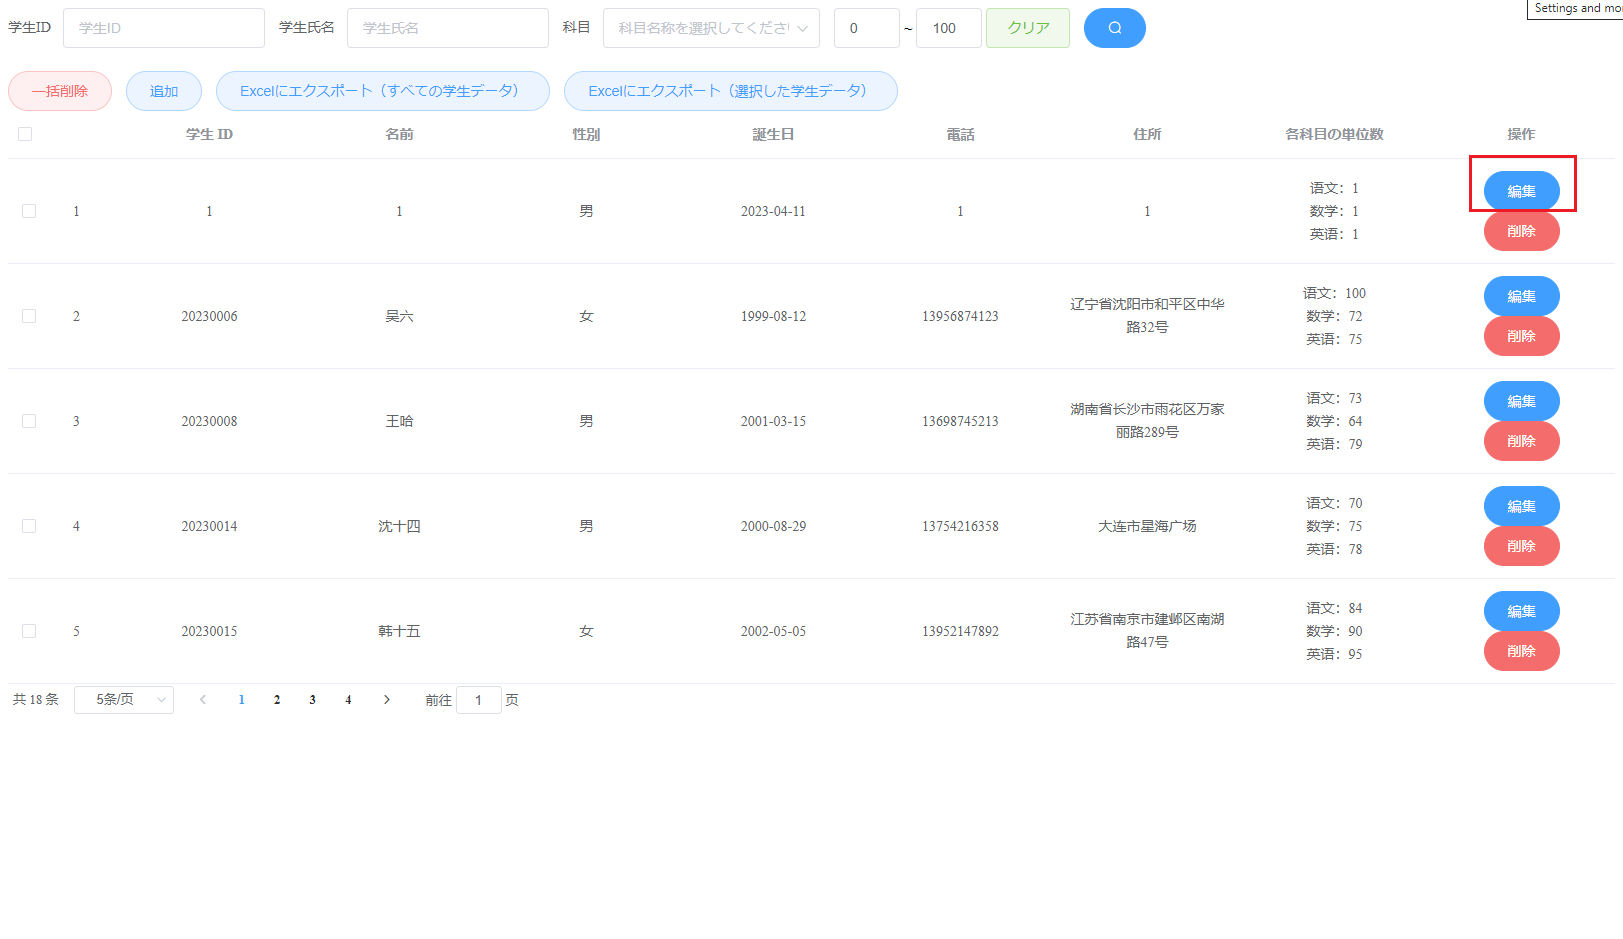 Settings and mo
学生ID 学生ID 学生氏名 学生氏名 科目 科目名称を選択してくださ 0 ~ 100 クリア
一括削除 追加 Excelにエクスポート（すべての学生データ） Excelにエクスポート（選択した学生データ）
学生 ID 名前 性別 誕生日 電話 住所 各科目の単位数 操作
1 1 1 男 2023-04-11 1 1
语文：1
数学：1
英语：1
編集
削除
2 20230006 吴六 女 1999-08-12 13956874123
辽宁省沈阳市和平区中华
路32号
语文：100
数学：72
英语：75
編集
削除
3 20230008 王哈 男 2001-03-15 13698745213
湖南省长沙市雨花区万家
丽路289号
语文：73
数学：64
英语：79
編集
削除
4 20230014 沈十四 男 2000-08-29 13754216358 大连市星海广场
语文：70
数学：75
英语：78
編集
削除
5 20230015 韩十五 女 2002-05-05 13952147892
江苏省南京市建邺区南湖
路47号
语文：84
数学：90
英语：95
編集
削除
共 18 条 5条/页 1 2 3 4 前往 1 页